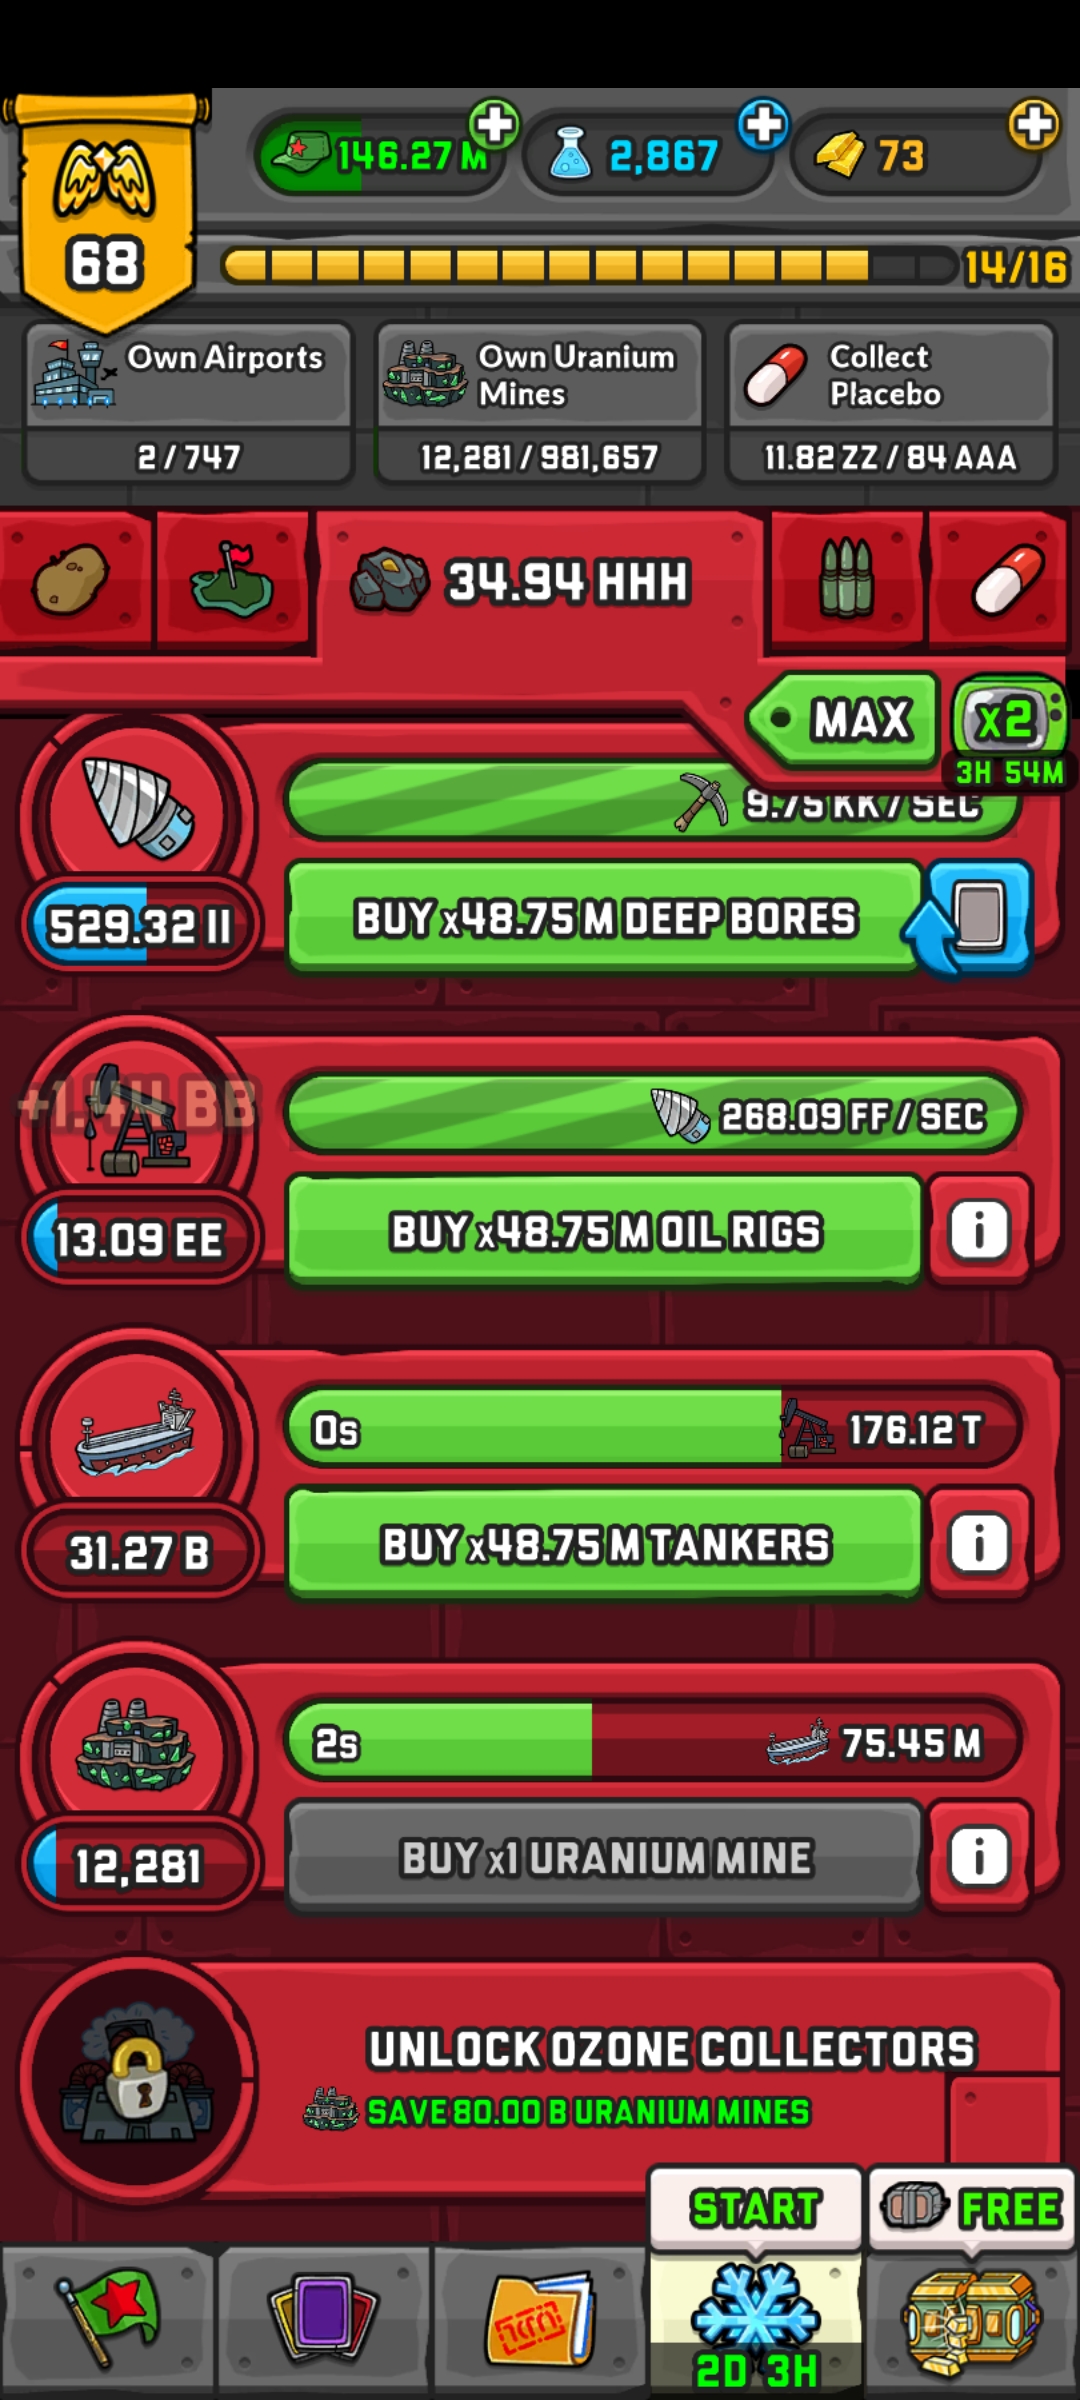 146.27 M
2,867
73
68
14/16
Own Airports
2 / 747
Own Uranium
Mines
12,281 / 981,657
Collect
Placebo
11.82 ZZ / 84 AAA
34.94 HHH
MAX
x2
3H 54M
9.75 KK / SEC
529.32 II
BUY x48.75 M DEEP BORES
268.09 FF / SEC
13.09 EE
BUY x48.75 M OIL RIGS
i
0s
176.12 T
31.27 B
BUY x48.75 M TANKERS
i
2s
75.45 M
12,281
BUY x1 URANIUM MINE
i
UNLOCK OZONE COLLECTORS
SAVE 80.00 B URANIUM MINES
START
FREE
2D 3H